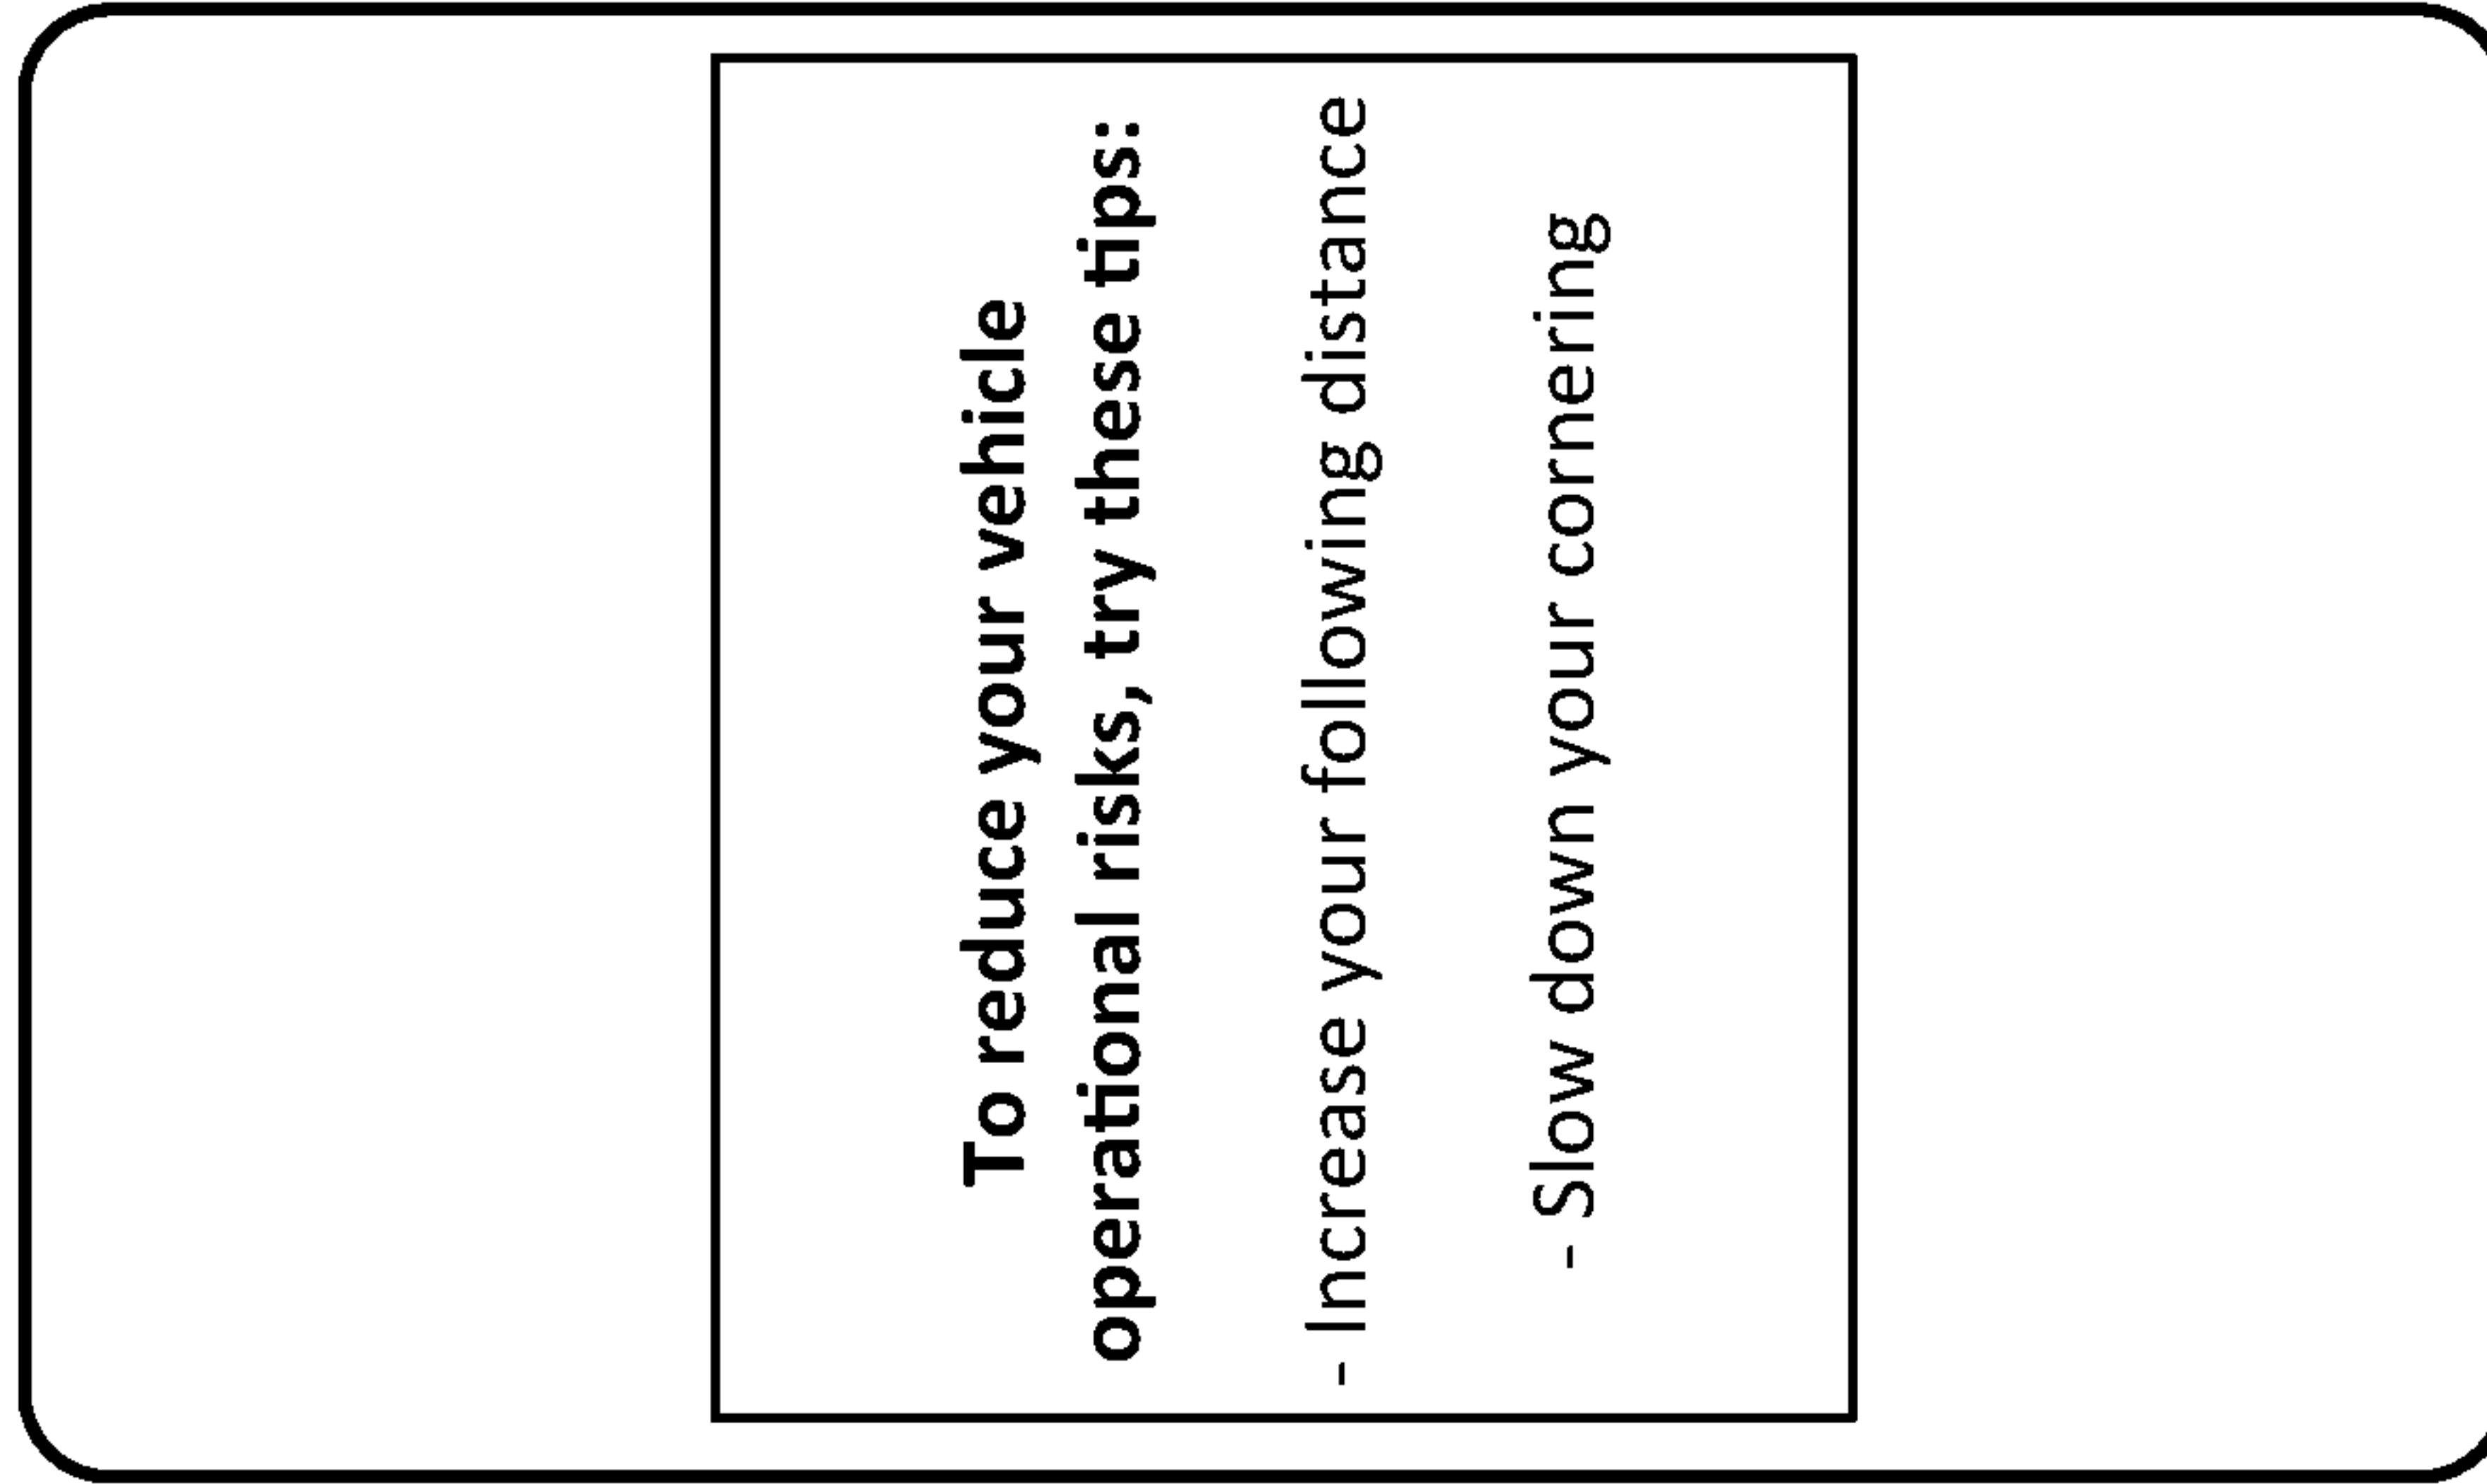 To reduce your vehicle
operational risks, try these tips:
- Increase your following distance
- Slow down your cornering